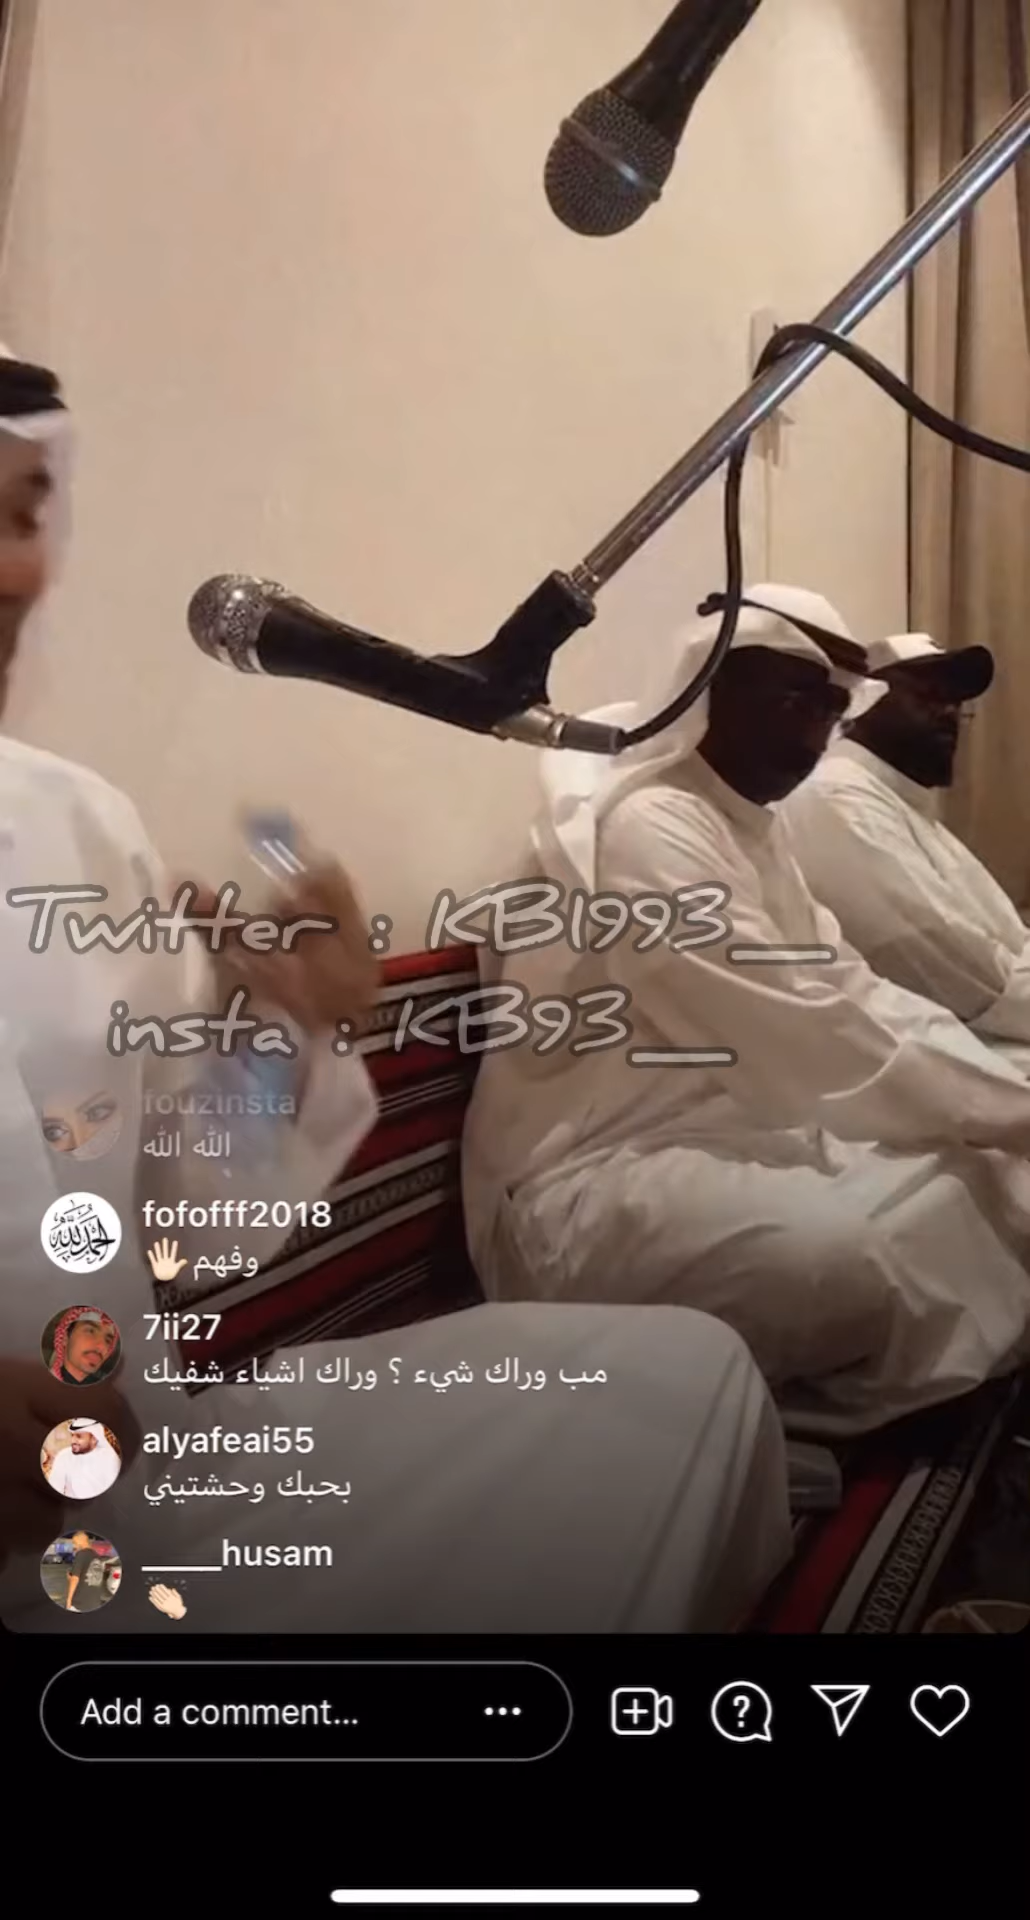 Twitter : KB1993__
insta : KB93__
fouzinsta
الله الله
fofofff2018
وفهم🖐🏻
7ii27
مب وراك شيء ؟ وراك اشياء شفيك
alyafeai55
بحبك وحشتيني
_____husam
👏🏻
Add a comment...